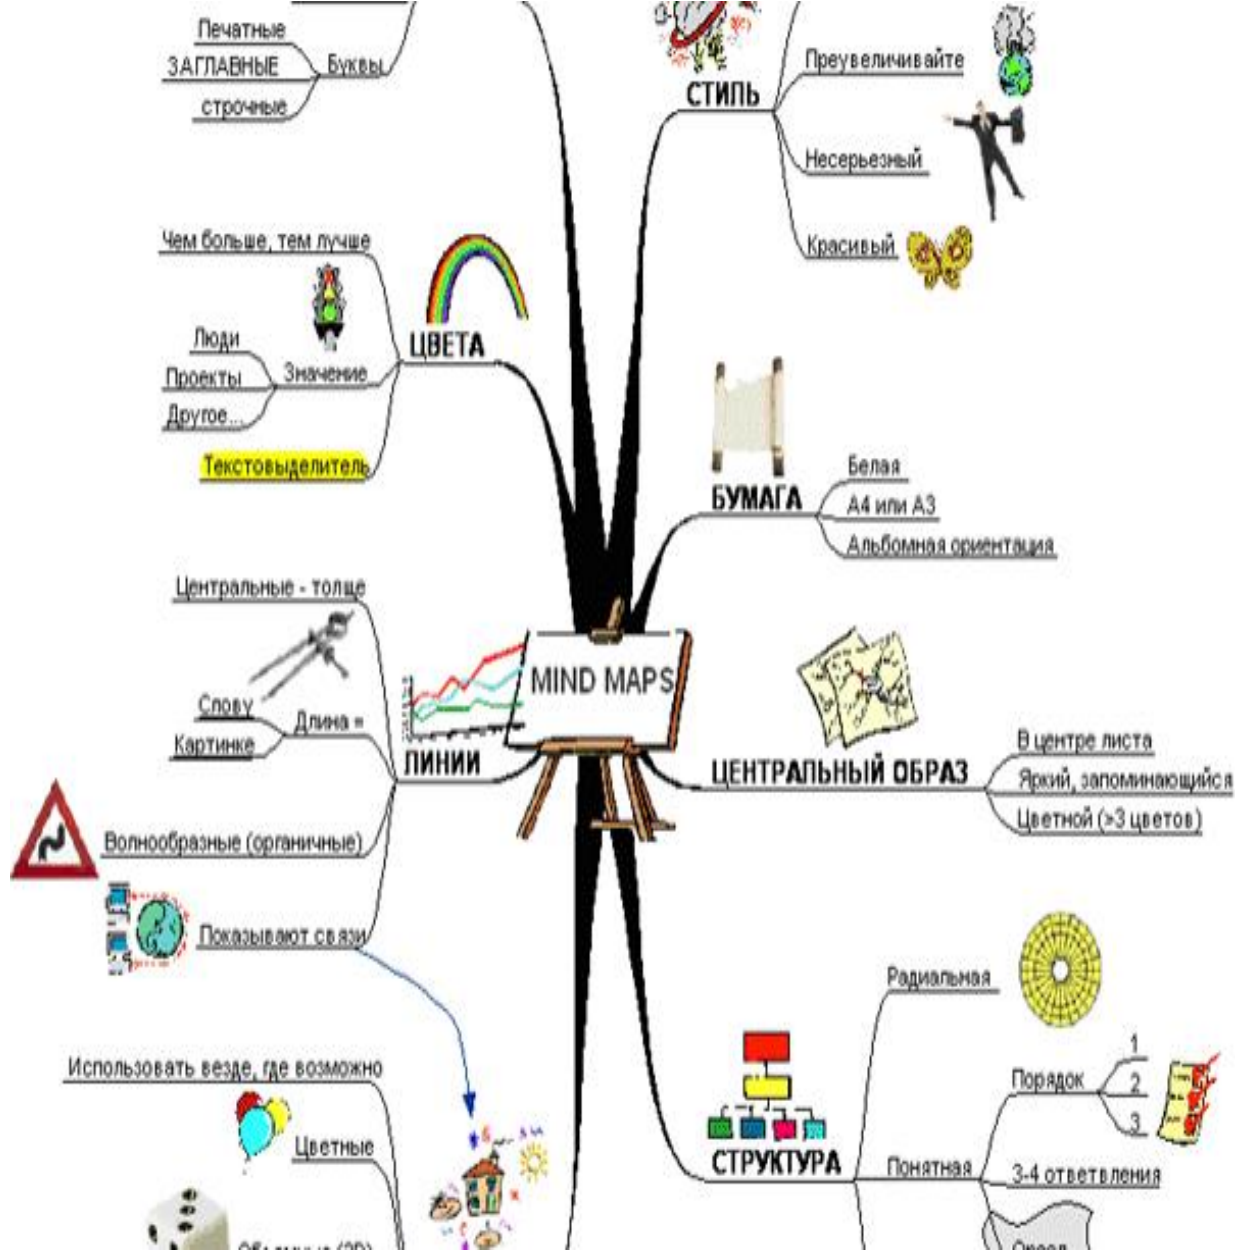 Печатные
ЗАГЛАВНЫЕ
строчные
Буквы
СТИЛЬ
Преувеличивайте
Несерьезный
Красивый
Чем больше, тем лучше
ЦВЕТА
Люди
Проекты
Другое...
Значение
Текстовыделитель
БУМАГА
Белая
А4 или А3
Альбомная ориентация
Центральные - толще
Слову
Картинке
Длина =
ЛИНИИ
Волнообразные (органичные)
Показывают связи
MIND MAPS
ЦЕНТРАЛЬНЫЙ ОБРАЗ
В центре листа
Яркий, запоминающийся
Цветной (>3 цветов)
Использовать везде, где возможно
Цветные
СТРУКТУРА
Радиальная
Понятная
Порядок
1
2
3
3-4 ответвления